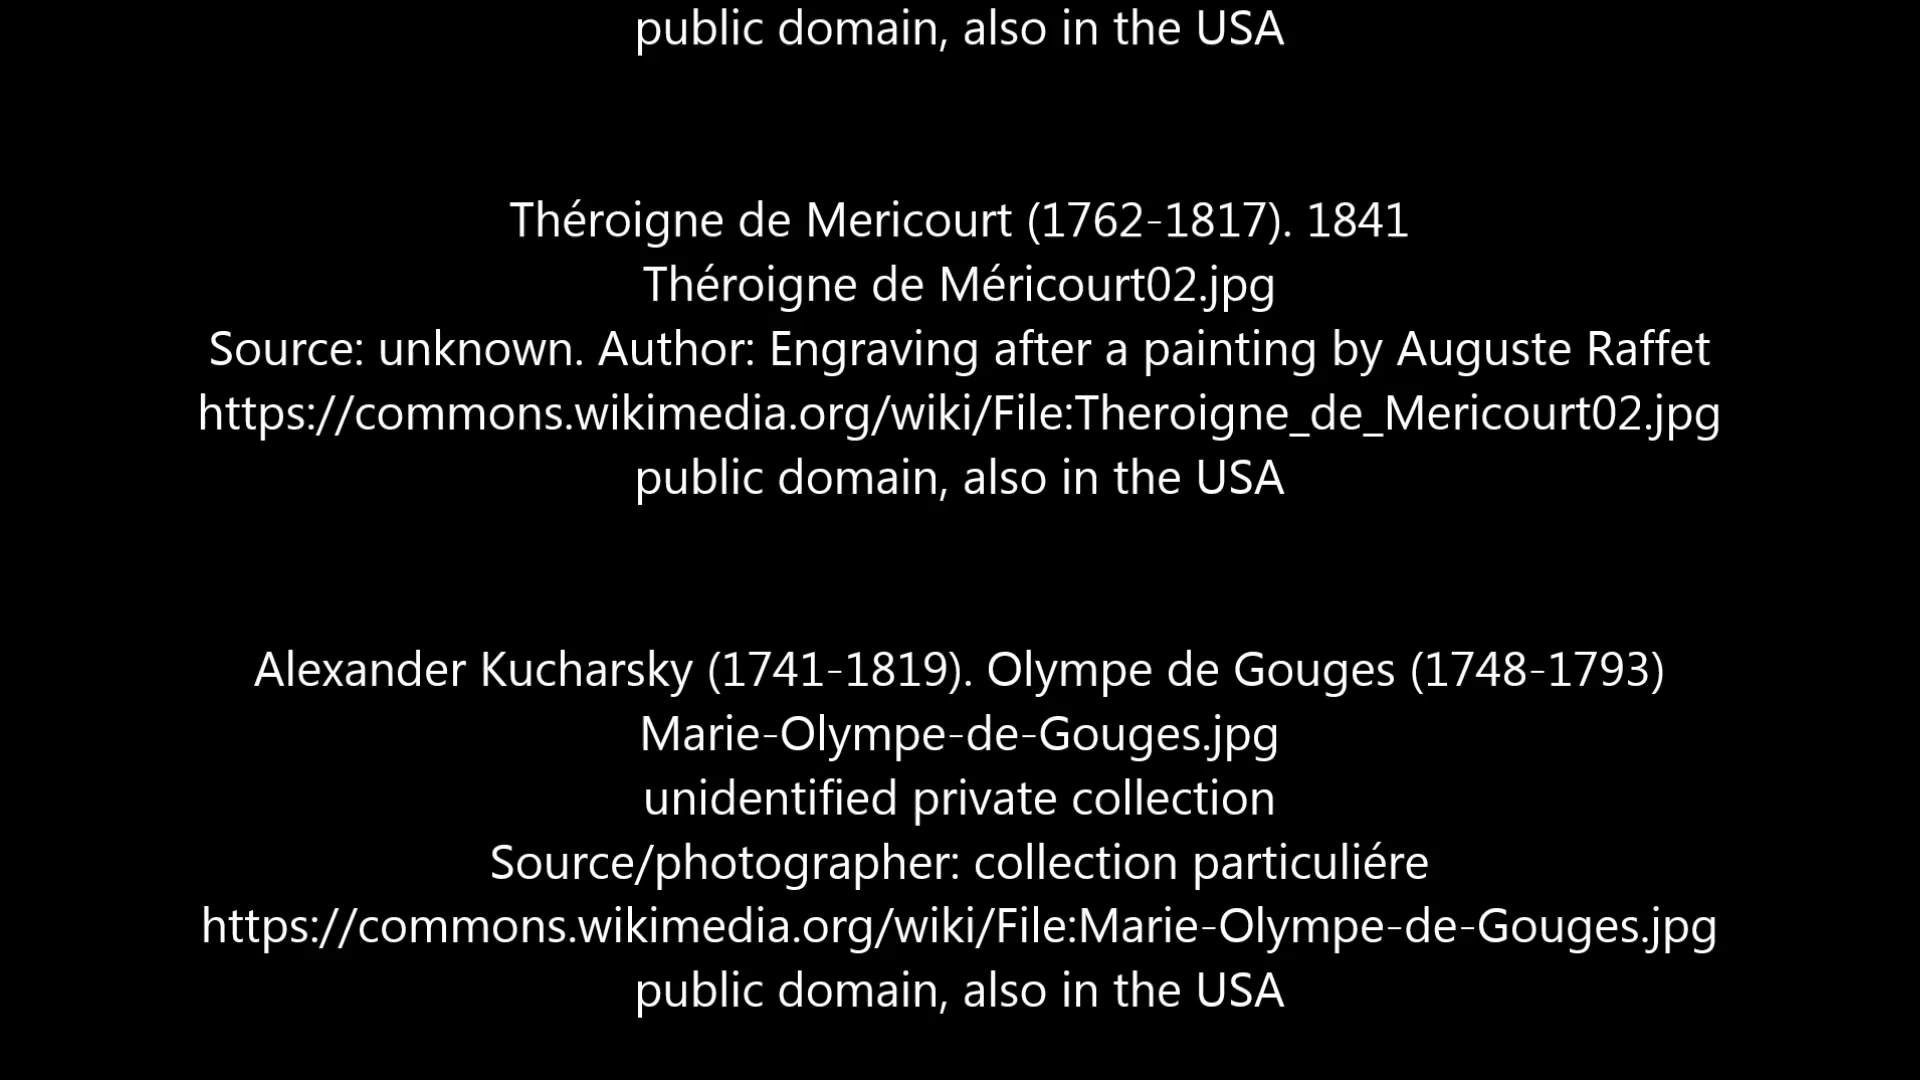 public domain, also in the USA
Théroigne de Mericourt (1762-1817). 1841
Théroigne de Méricourt02.jpg
Source: unknown. Author: Engraving after a painting by Auguste Raffet
https://commons.wikimedia.org/wiki/File:Theroigne_de_Mericourt02.jpg
public domain, also in the USA
Alexander Kucharsky (1741-1819). Olympe de Gouges (1748-1793)
Marie-Olympe-de-Gouges.jpg
unidentified private collection
Source/photographer: collection particuliére
https://commons.wikimedia.org/wiki/File:Marie-Olympe-de-Gouges.jpg
public domain, also in the USA